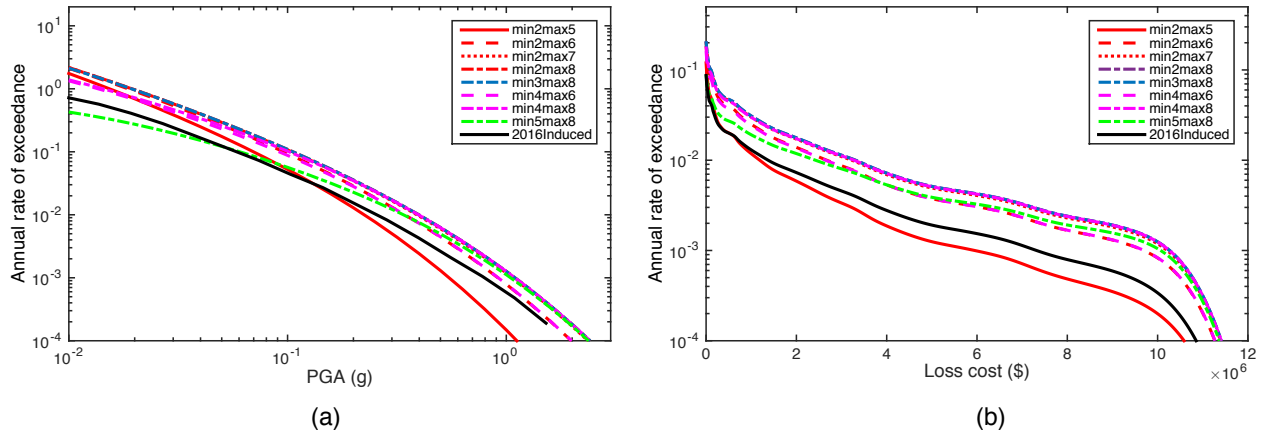 10^1
10^0
10^-1
10^-2
10^-3
10^-4
Annual rate of exceedance
10^-2
10^-1
10^0
PGA (g)
min2max5
min2max6
min2max7
min2max8
min3max8
min4max6
min4max8
min5max8
2016Induced
(a)
10^-1
10^-2
10^-3
10^-4
Annual rate of exceedance
0
2
4
6
8
10
12
Loss cost ($)
×10^6
min2max5
min2max6
min2max7
min2max8
min3max8
min4max6
min4max8
min5max8
2016Induced
(b)